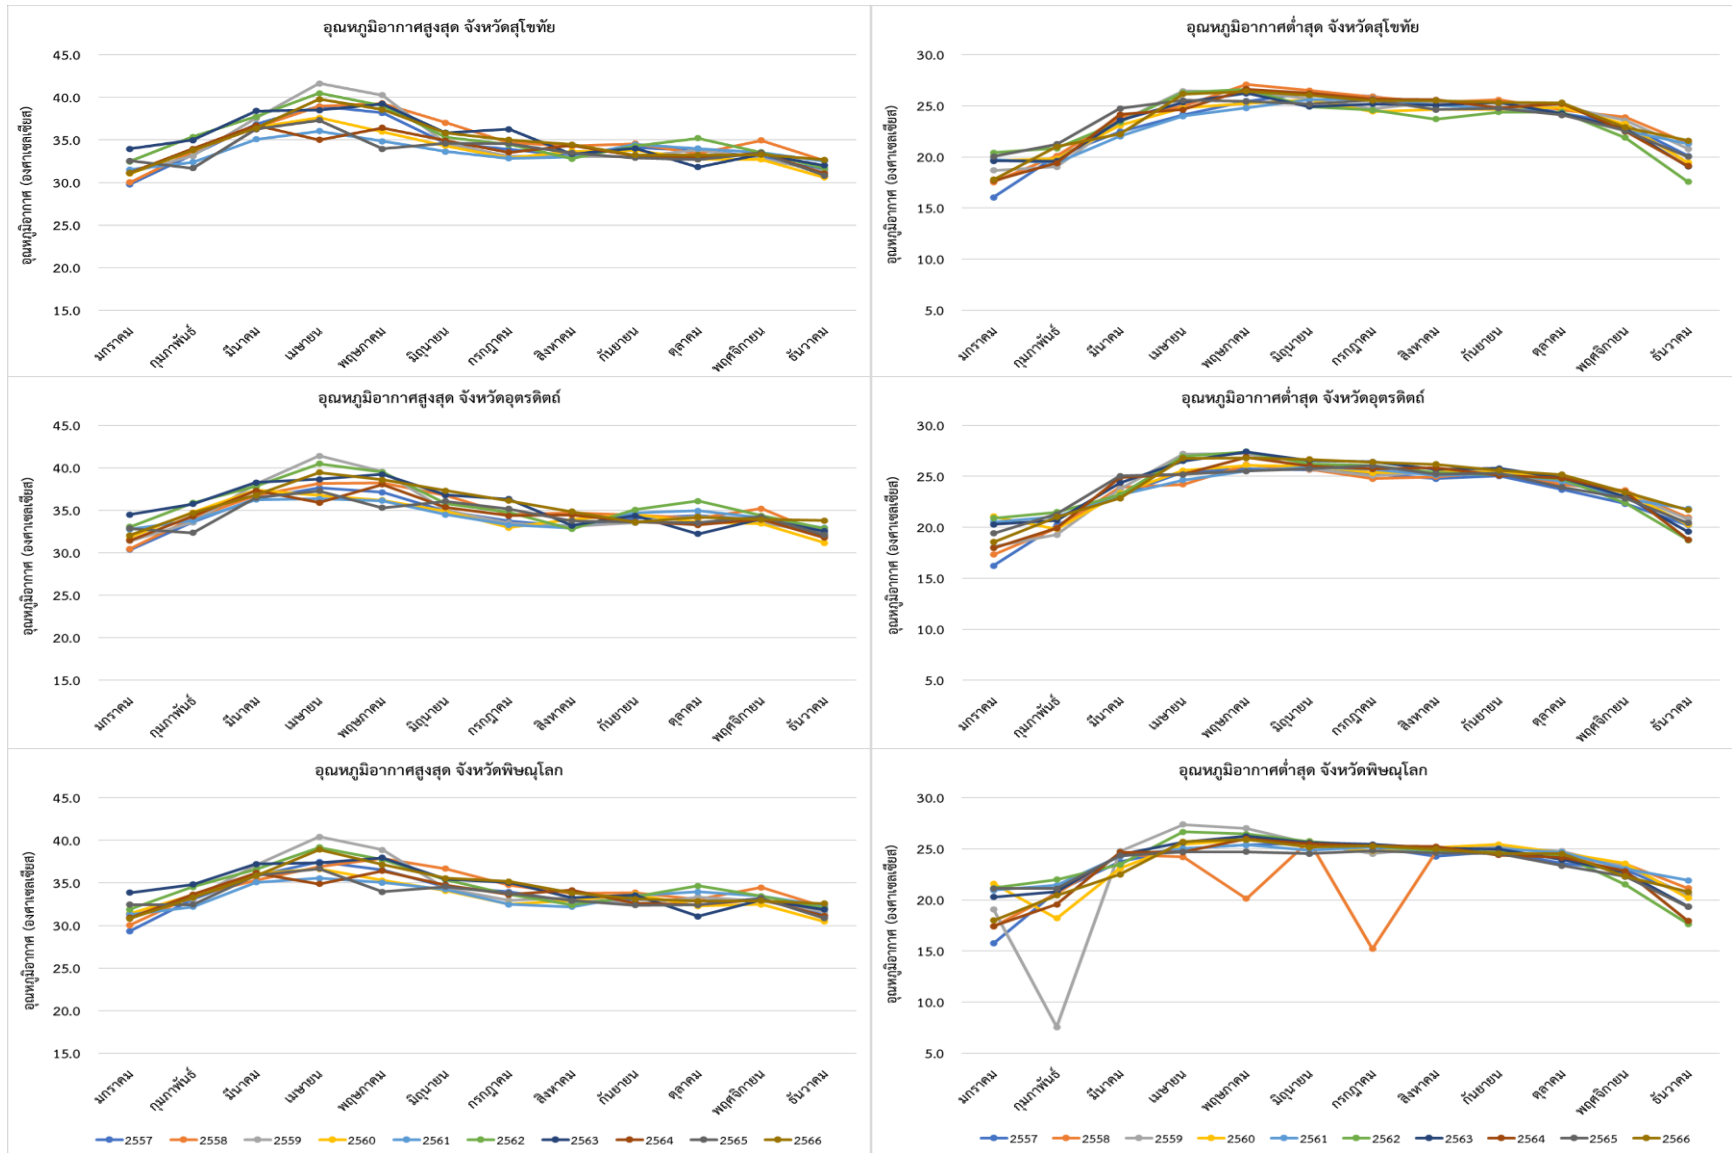 อุณหภูมิอากาศสูงสุด จังหวัดสุโขทัย
อุณหภูมิอากาศ (องศาเซลเซียส)
45.0
40.0
35.0
30.0
25.0
20.0
15.0
มกราคม
กุมภาพันธ์
มีนาคม
เมษายน
พฤษภาคม
มิถุนายน
กรกฎาคม
สิงหาคม
กันยายน
ตุลาคม
พฤศจิกายน
ธันวาคม
อุณหภูมิอากาศต่ำสุด จังหวัดสุโขทัย
อุณหภูมิอากาศ (องศาเซลเซียส)
30.0
25.0
20.0
15.0
10.0
5.0
มกราคม
กุมภาพันธ์
มีนาคม
เมษายน
พฤษภาคม
มิถุนายน
กรกฎาคม
สิงหาคม
กันยายน
ตุลาคม
พฤศจิกายน
ธันวาคม
อุณหภูมิอากาศสูงสุด จังหวัดอุตรดิตถ์
อุณหภูมิอากาศ (องศาเซลเซียส)
45.0
40.0
35.0
30.0
25.0
20.0
15.0
มกราคม
กุมภาพันธ์
มีนาคม
เมษายน
พฤษภาคม
มิถุนายน
กรกฎาคม
สิงหาคม
กันยายน
ตุลาคม
พฤศจิกายน
ธันวาคม
อุณหภูมิอากาศต่ำสุด จังหวัดอุตรดิตถ์
อุณหภูมิอากาศ (องศาเซลเซียส)
30.0
25.0
20.0
15.0
10.0
5.0
มกราคม
กุมภาพันธ์
มีนาคม
เมษายน
พฤษภาคม
มิถุนายน
กรกฎาคม
สิงหาคม
กันยายน
ตุลาคม
พฤศจิกายน
ธันวาคม
อุณหภูมิอากาศสูงสุด จังหวัดพิษณุโลก
อุณหภูมิอากาศ (องศาเซลเซียส)
45.0
40.0
35.0
30.0
25.0
20.0
15.0
มกราคม
กุมภาพันธ์
มีนาคม
เมษายน
พฤษภาคม
มิถุนายน
กรกฎาคม
สิงหาคม
กันยายน
ตุลาคม
พฤศจิกายน
ธันวาคม
2557 2558 2559 2560 2561 2562 2563 2564 2565 2566
อุณหภูมิอากาศต่ำสุด จังหวัดพิษณุโลก
อุณหภูมิอากาศ (องศาเซลเซียส)
30.0
25.0
20.0
15.0
10.0
5.0
มกราคม
กุมภาพันธ์
มีนาคม
เมษายน
พฤษภาคม
มิถุนายน
กรกฎาคม
สิงหาคม
กันยายน
ตุลาคม
พฤศจิกายน
ธันวาคม
2557 2558 2559 2560 2561 2562 2563 2564 2565 2566